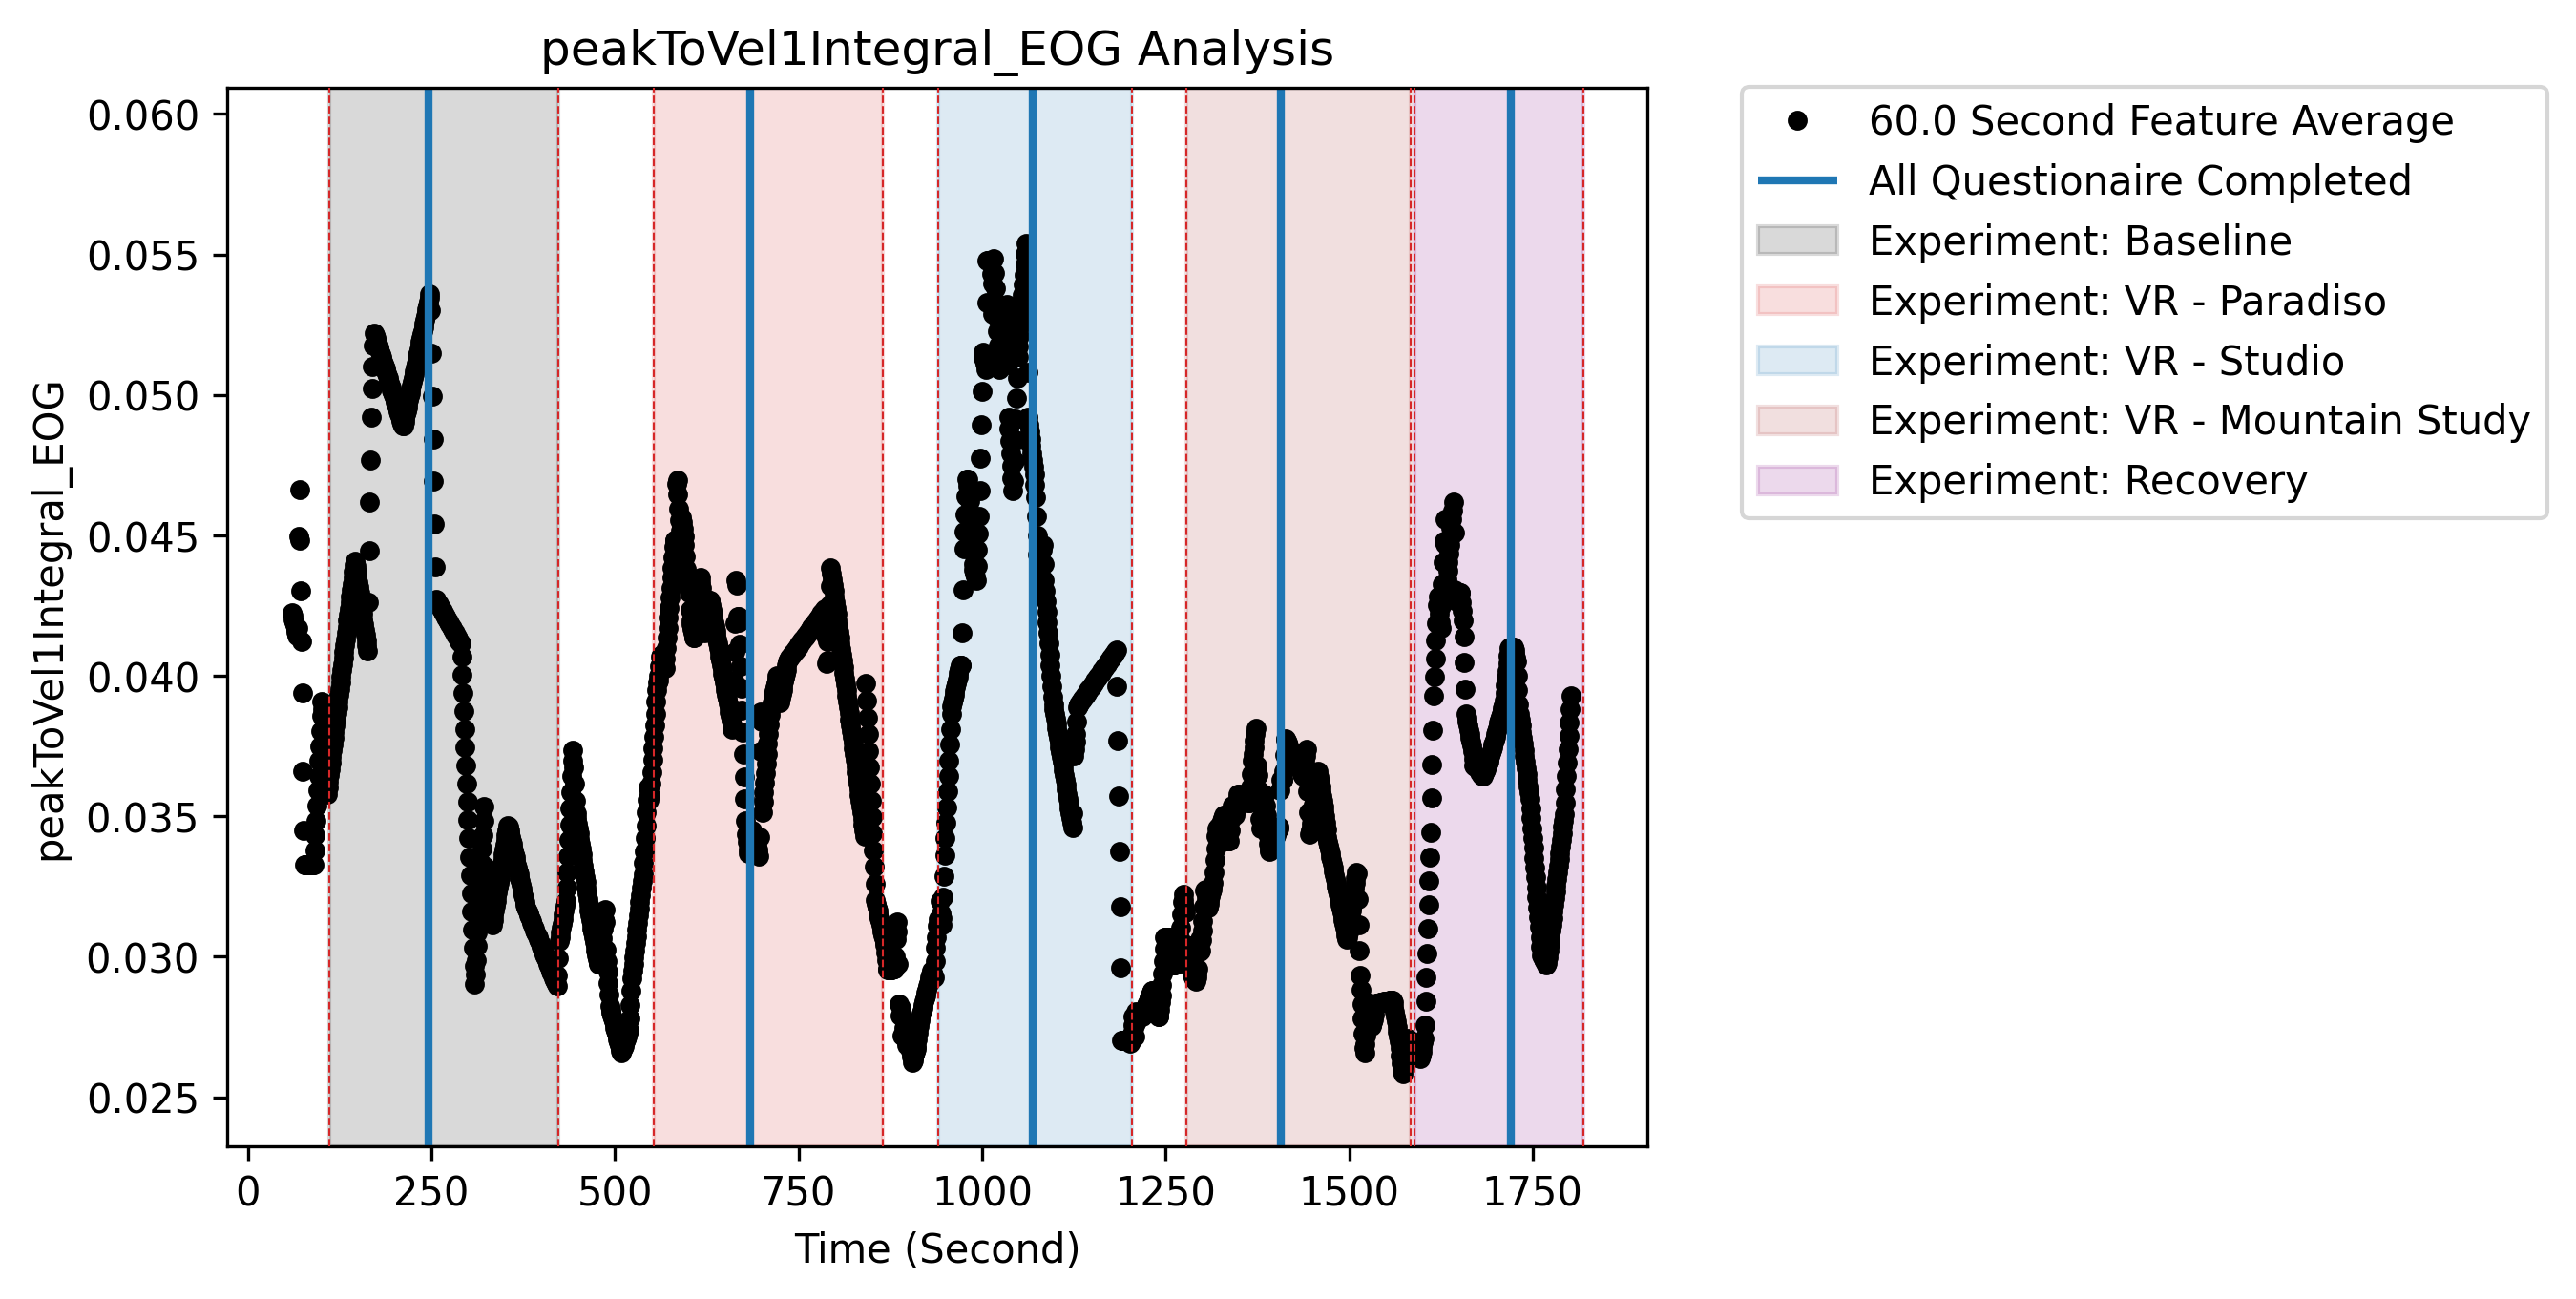 peakToVel1Integral_EOG Analysis
0.060
0.055
0.050
0.045
0.040
0.035
0.030
0.025
peakToVel1Integral_EOG
0 250 500 750 1000 1250 1500 1750
Time (Second)
60.0 Second Feature Average
All Questionaire Completed
Experiment: Baseline
Experiment: VR - Paradiso
Experiment: VR - Studio
Experiment: VR - Mountain Study
Experiment: Recovery